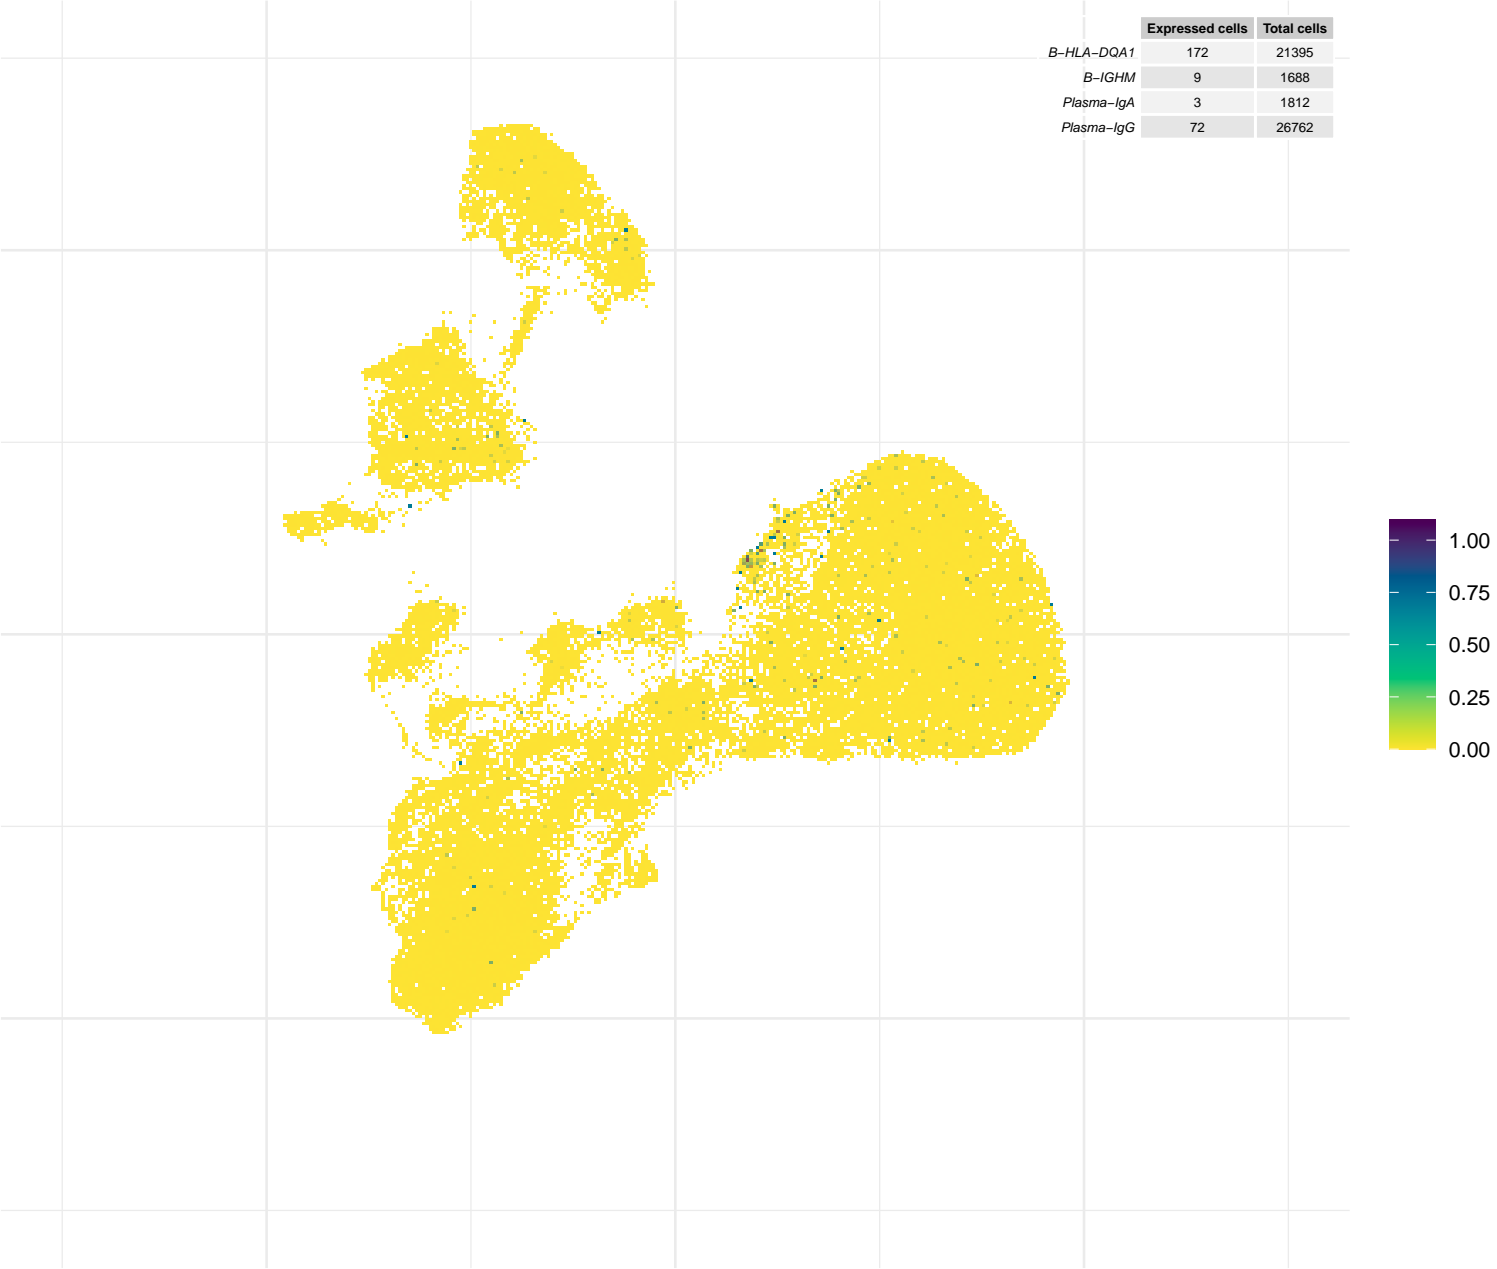 Expressed cells Total cells
B−HLA−DQA1 172 21395
B−IGHM 9 1688
Plasma−IgA 3 1812
Plasma−IgG 72 26762
1.00
0.75
0.50
0.25
0.00